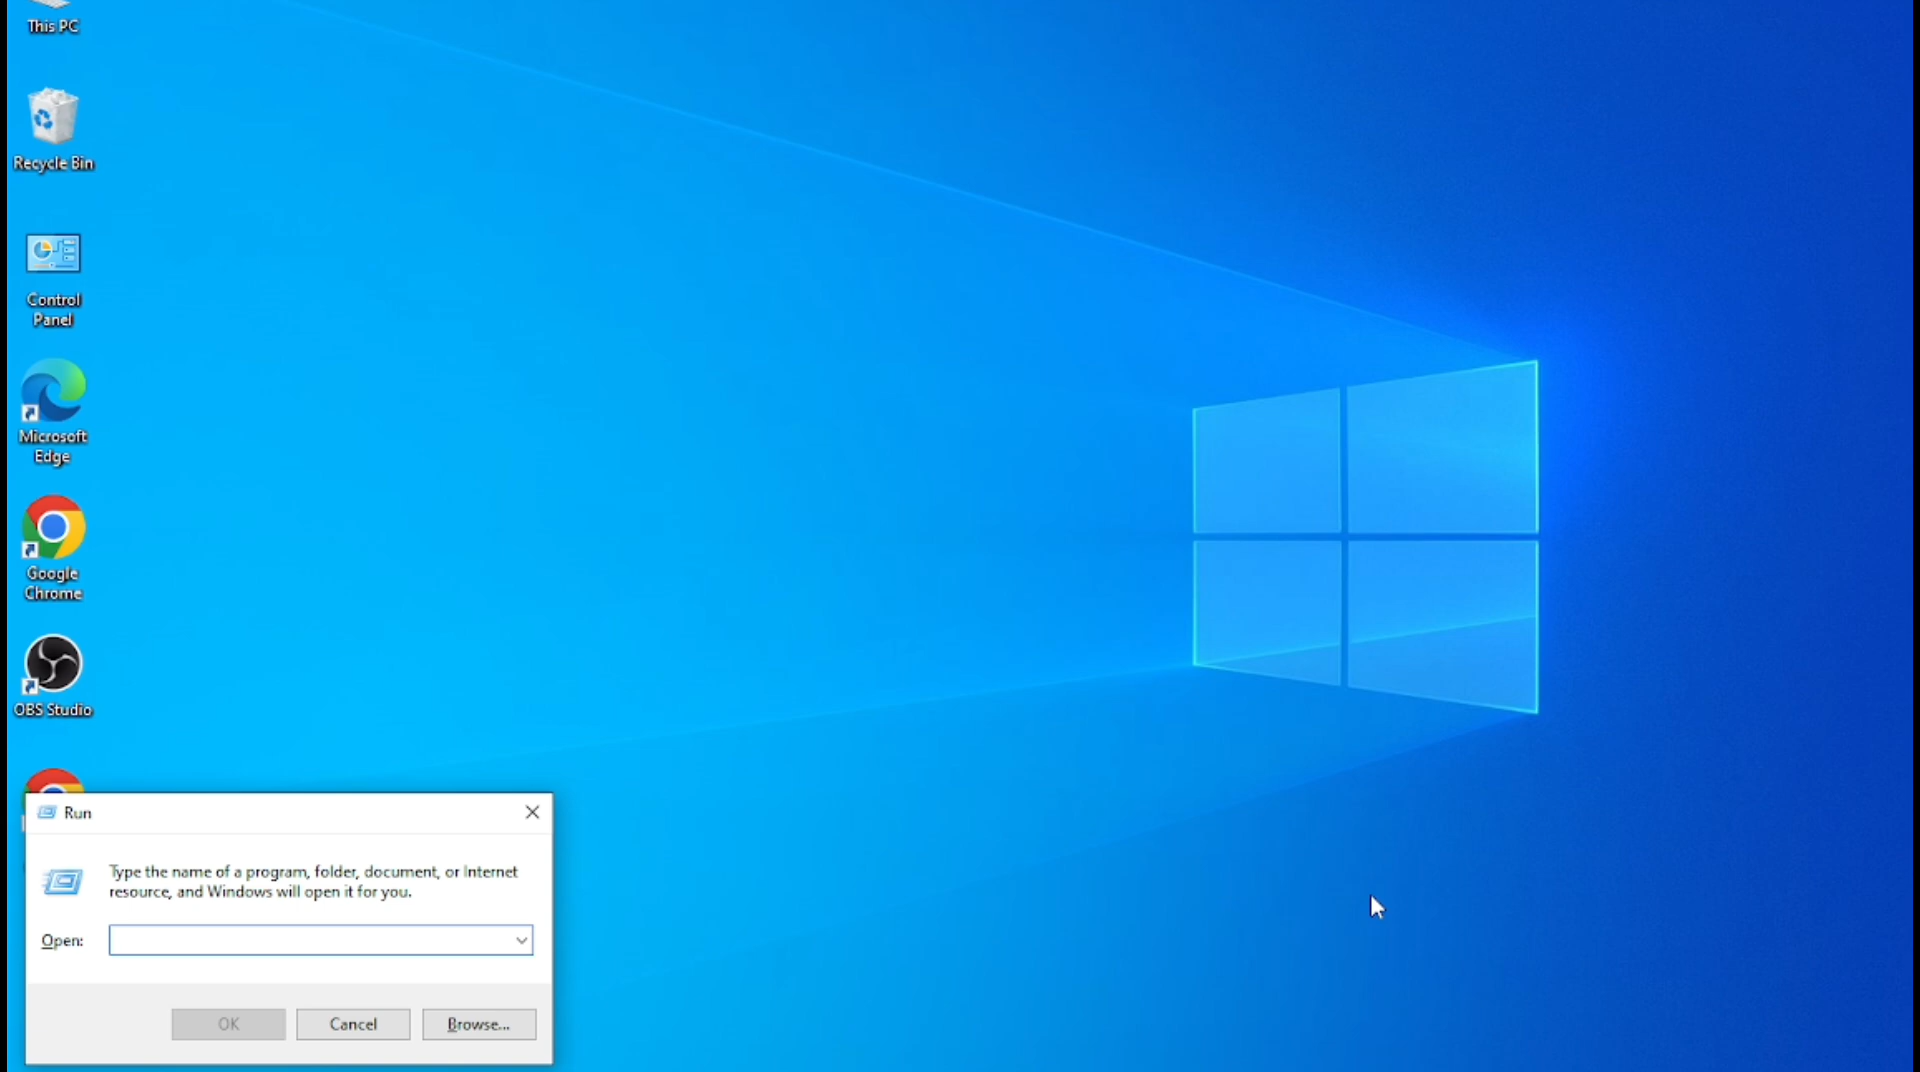 This PC
Recycle Bin
Control
Panel
Microsoft
Edge
Google
Chrome
OBS Studio
Run
Type the name of a program, folder, document, or Internet
resource, and Windows will open it for you.
Open:
OK
Cancel
Browse...